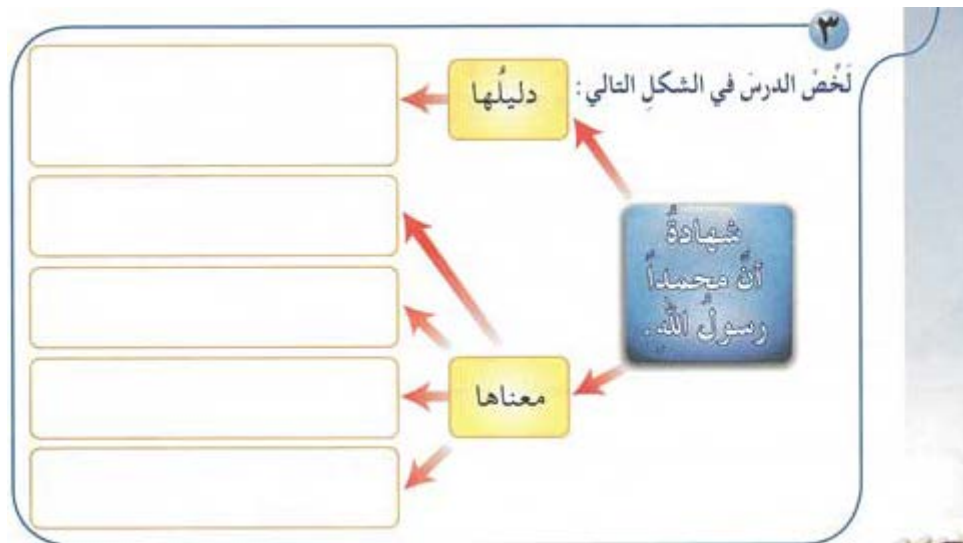 ٣
لَخِّصْ الدرسَ في الشكلِ التالي:
دليلُها
شهادةُ
أنَّ محمداً
رسولُ الله.
معناها